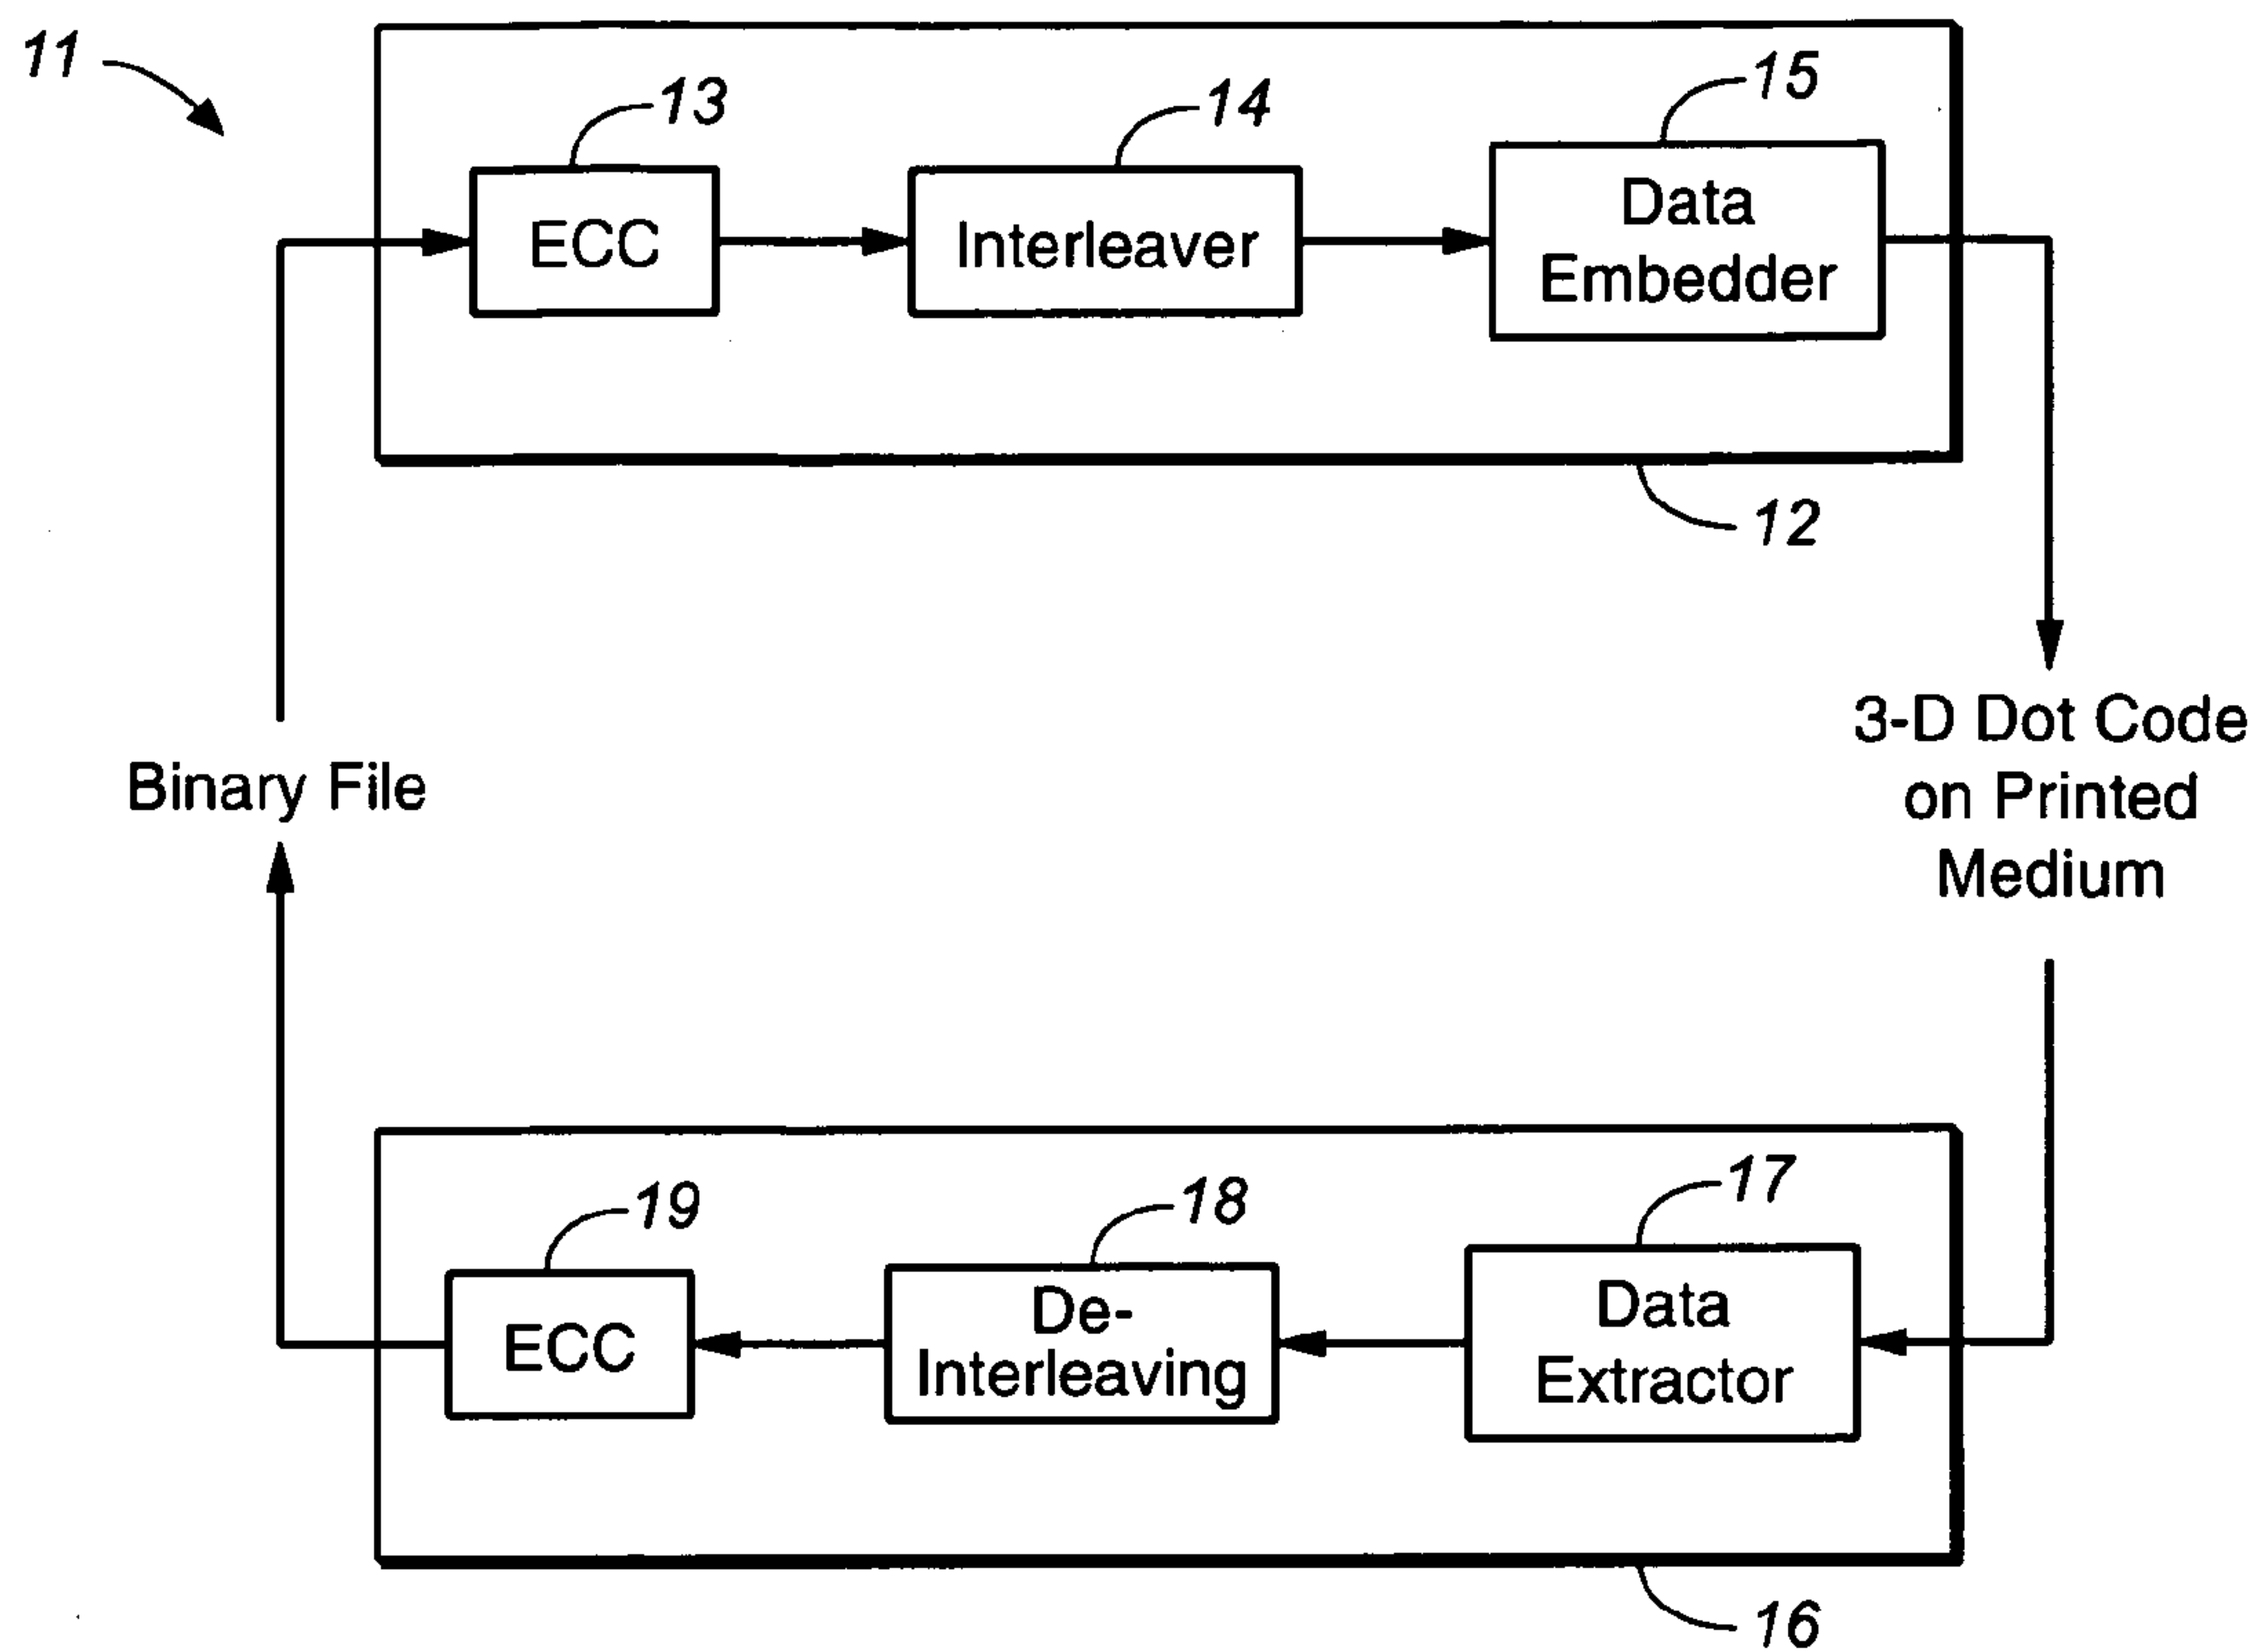 11
13
14
15
ECC
Interleaver
Data
Embedder
12
Binary File
3-D Dot Code
on Printed
Medium
19
18
17
ECC
De-
Interleaving
Data
Extractor
16